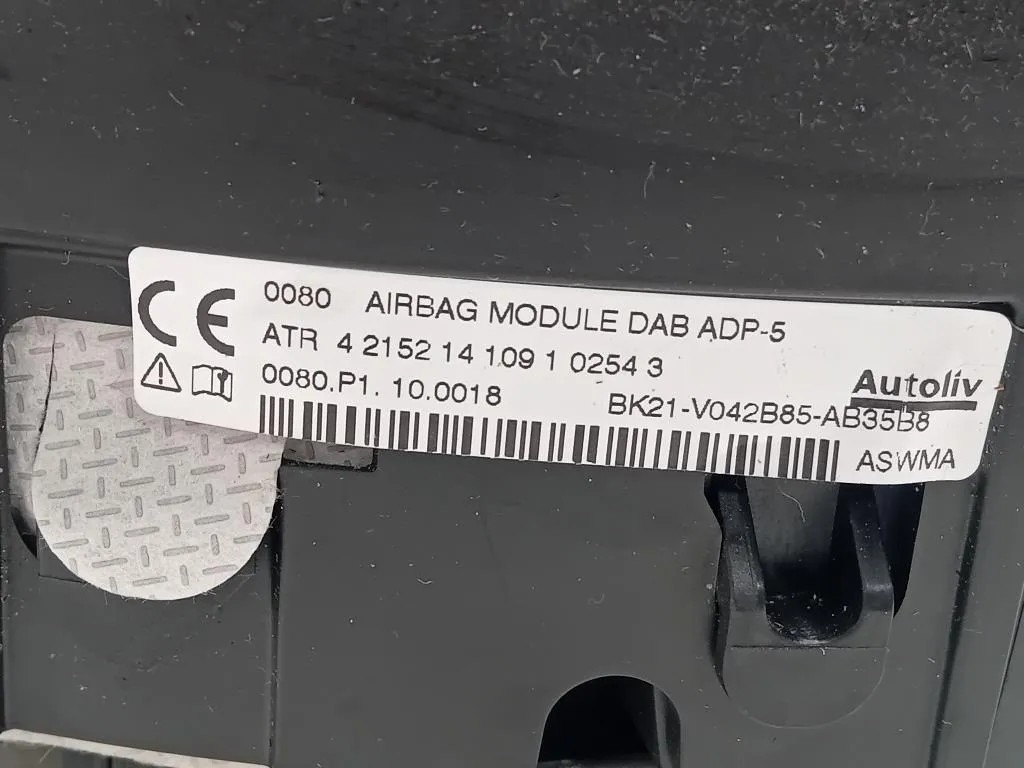 CE 0080 AIRBAG MODULE DAB ADP-5
ATR 4 2152 14 109 1 0254 3
Autoliv
0080.P1. 10.0018 BK21-V042B85-AB35B8
ASWMA